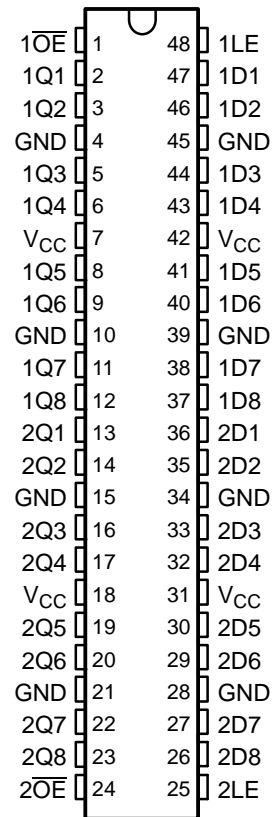 1O̅E̅ 1 48 1LE
1Q1 2 47 1D1
1Q2 3 46 1D2
GND 4 45 GND
1Q3 5 44 1D3
1Q4 6 43 1D4
VCC 7 42 VCC
1Q5 8 41 1D5
1Q6 9 40 1D6
GND 10 39 GND
1Q7 11 38 1D7
1Q8 12 37 1D8
2Q1 13 36 2D1
2Q2 14 35 2D2
GND 15 34 GND
2Q3 16 33 2D3
2Q4 17 32 2D4
VCC 18 31 VCC
2Q5 19 30 2D5
2Q6 20 29 2D6
GND 21 28 GND
2Q7 22 27 2D7
2Q8 23 26 2D8
2O̅E̅ 24 25 2LE